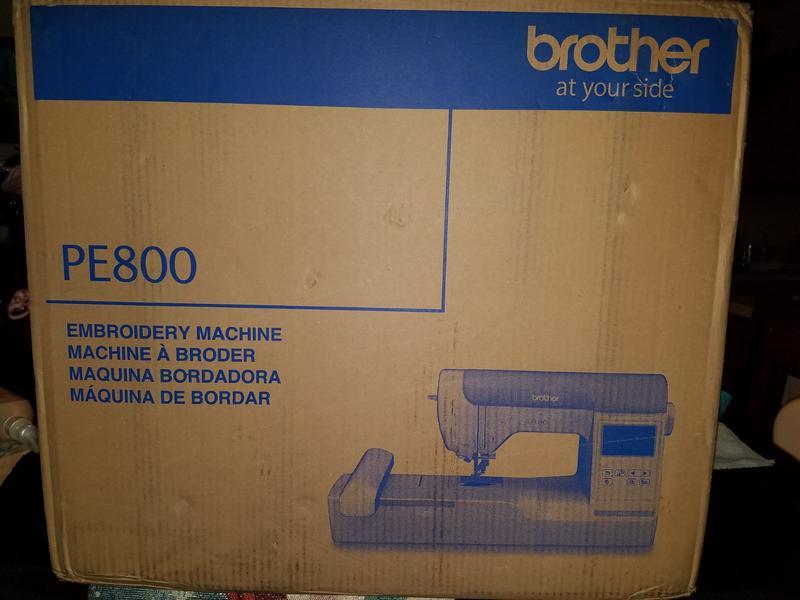 brother
at your side
PE800
EMBROIDERY MACHINE
MACHINE À BRODER
MAQUINA BORDADORA
MÁQUINA DE BORDAR
brother